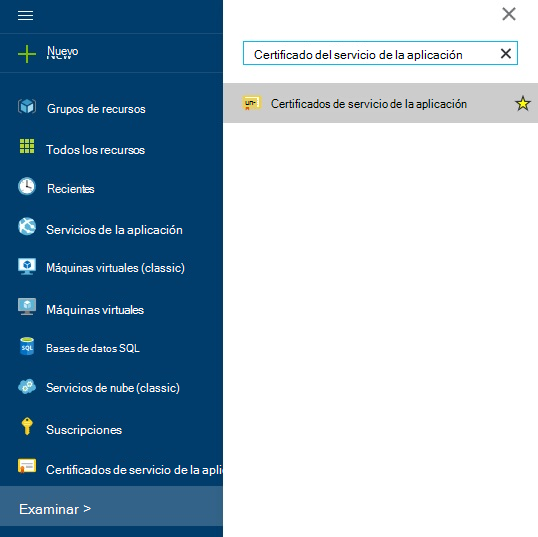 Nuevo
Grupos de recursos
Todos los recursos
Recientes
Servicios de la aplicación
Máquinas virtuales (classic)
Máquinas virtuales
SQL
Bases de datos SQL
Servicios de nube (classic)
Suscripciones
Certificados de servicio de la apli
Examinar >
Certificado del servicio de la aplicación
Certificados de servicio de la aplicación